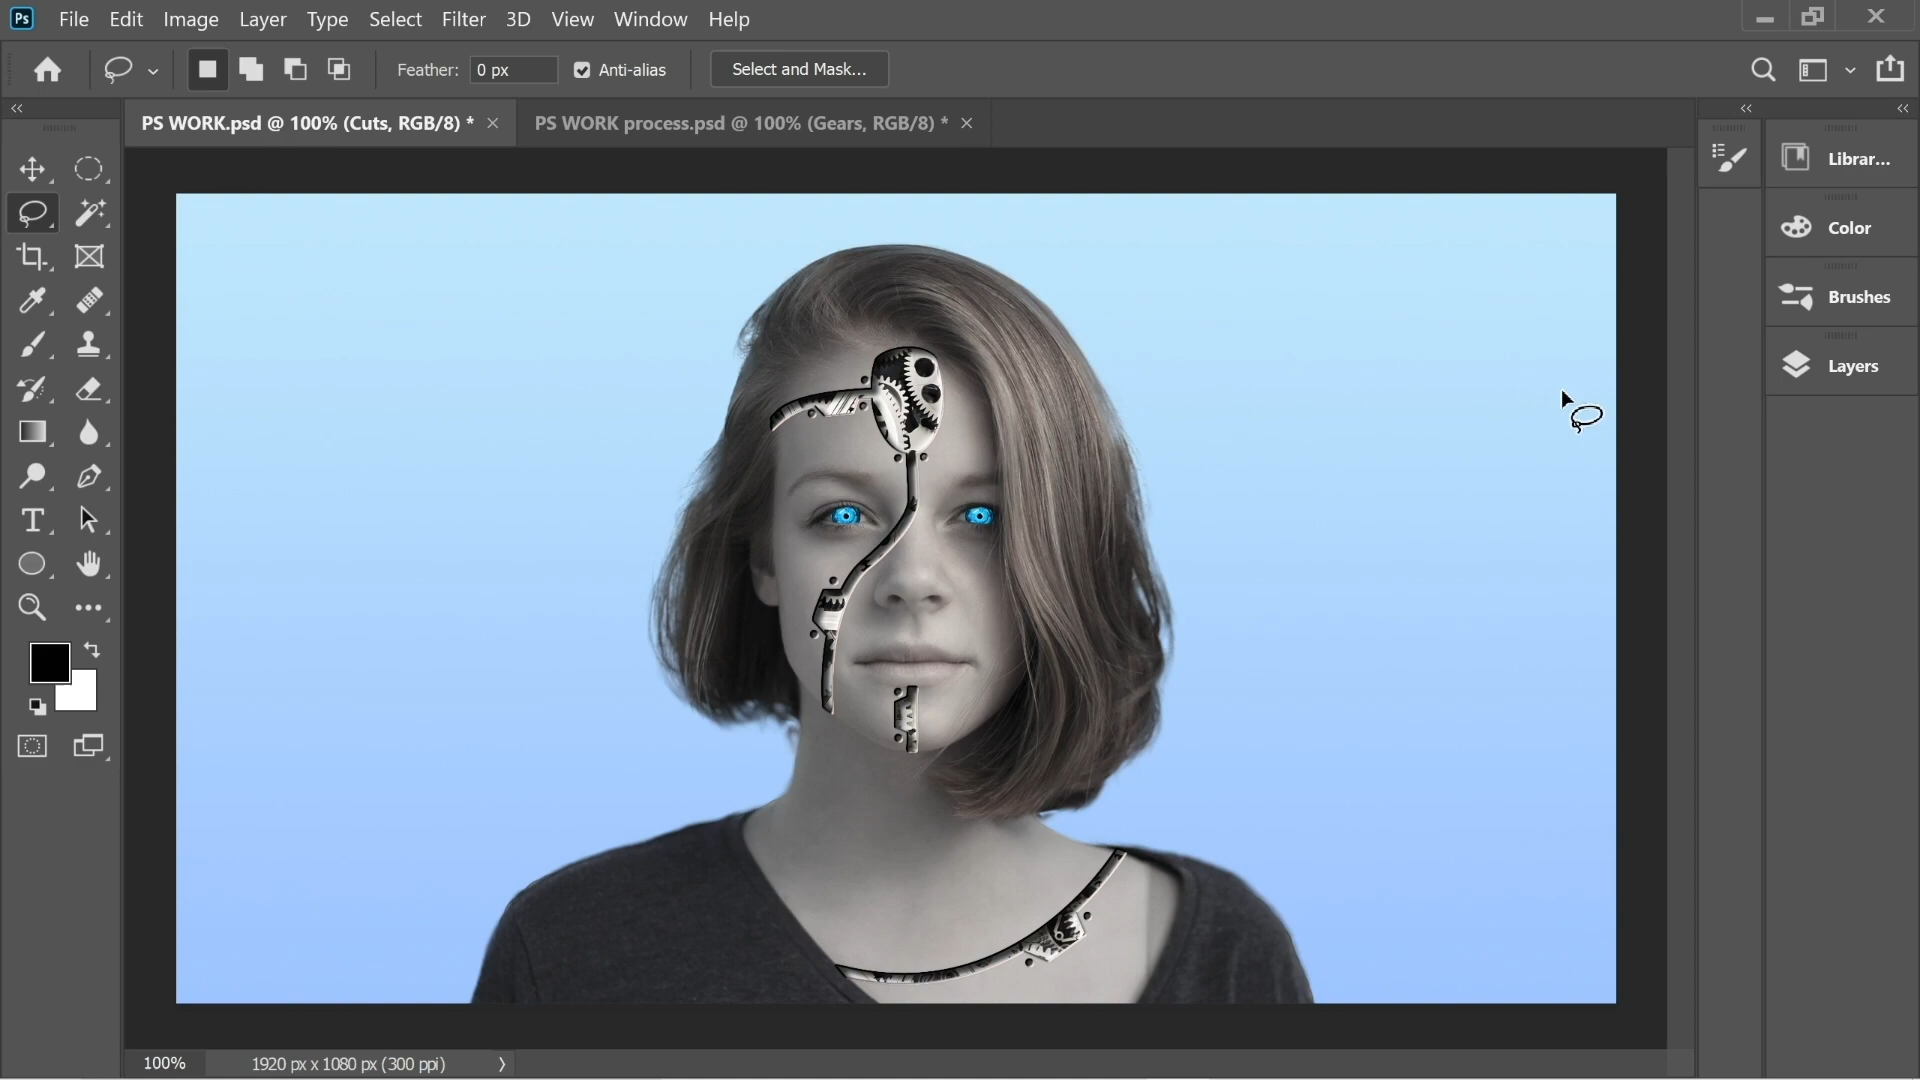 Ps File Edit Image Layer Type Select Filter 3D View Window Help
Feather: 0 px Anti-alias Select and Mask...
PS WORK.psd @ 100% (Cuts, RGB/8) * PS WORK process.psd @ 100% (Gears, RGB/8) *
Librar...
Color
Brushes
Layers
100% 1920 px x 1080 px (300 ppi)